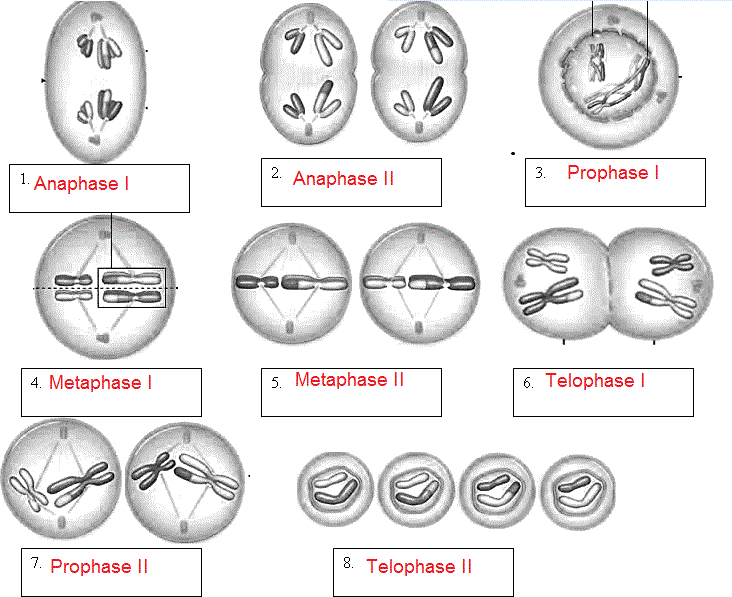 1. Anaphase I
2. Anaphase II
3. Prophase I
4. Metaphase I
5. Metaphase II
6. Telophase I
7. Prophase II
8. Telophase II